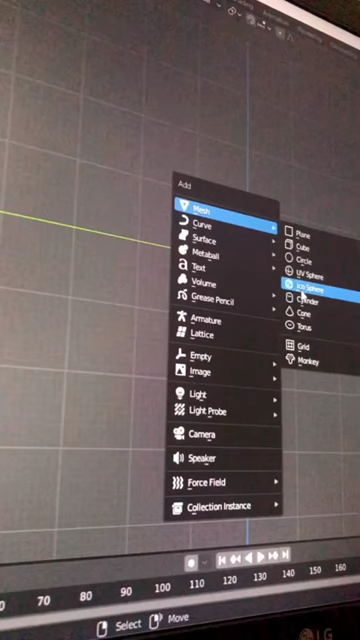 Add
Mesh
Curve
Surface
Metaball
Text
Volume
Grease Pencil
Armature
Lattice
Empty
Image
Light
Light Probe
Camera
Speaker
Force Field
Collection Instance
Plane
Cube
Circle
UV Sphere
Ico Sphere
Cylinder
Cone
Torus
Grid
Monkey
70 80 90 100 110 120 130 140 150 160
Select Move
LG